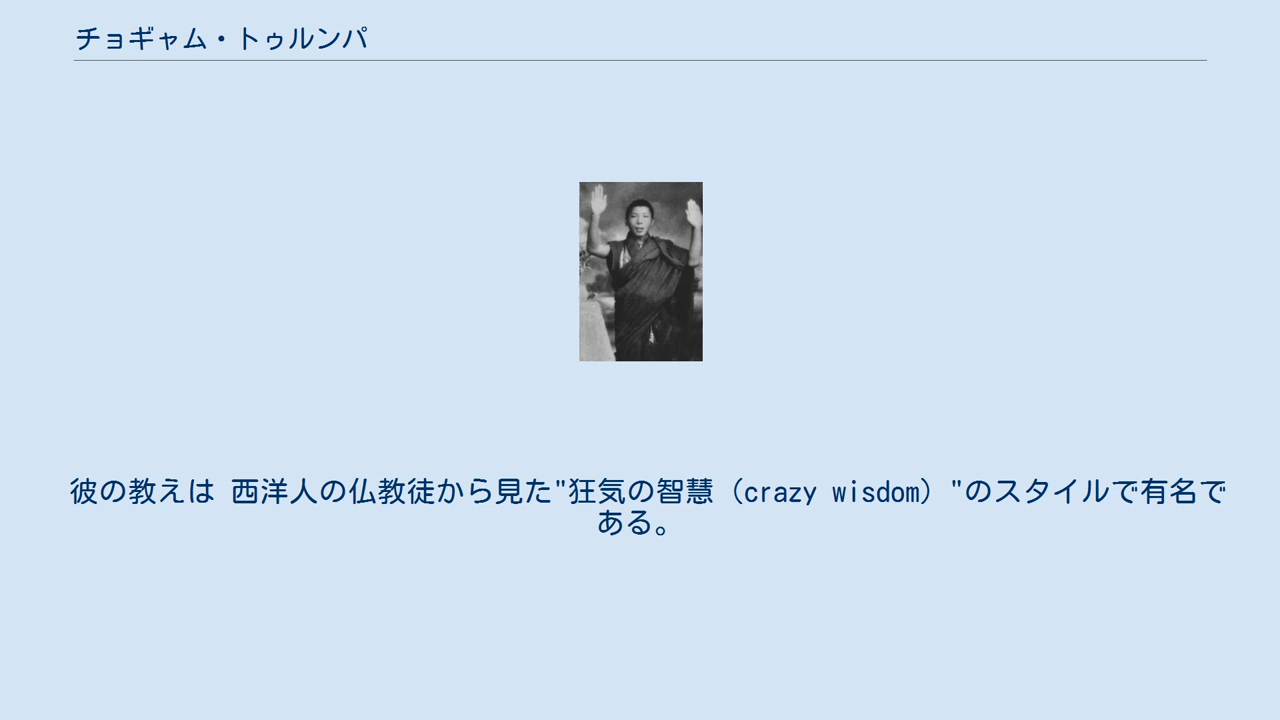 チョギャム・トゥルンパ
彼の教えは 西洋人の仏教徒から見た"狂気の智慧（crazy wisdom）"のスタイルで有名で
ある。